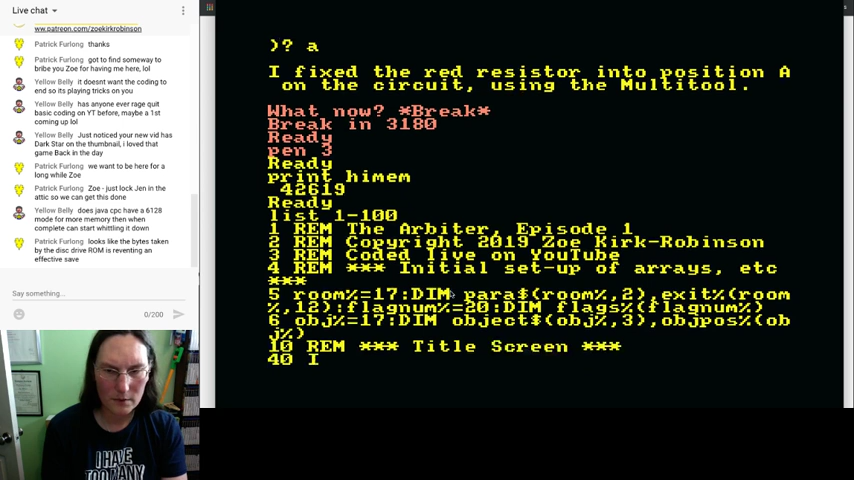 Live chat
ww.patreon.com/zoekirkrobinson
Patrick Furlong thanks
Patrick Furlong got to find someway to
bribe you Zoe for having me here, lol
Yellow Belly it doesnt want the coding to
end so its playing tricks on you
Yellow Belly has anyone ever rage quit
basic coding on YT before, maybe a 1st
coming up lol
Yellow Belly Just noticed your new vid has
Dark Star on the thumbnail, i loved that
game Back in the day
Patrick Furlong we want to be here for a
long while Zoe
Patrick Furlong Zoe - just lock Jen in the
attic so we can get this done
Yellow Belly does java cpc have a 6128
mode for more memory then when
complete can start whittling it down
Patrick Furlong looks like the bytes taken
by the disc drive ROM is reventing an
effective save
Say something...
0/200
)? a
I fixed the red resistor into position A
on the circuit, using the Multitool.
What now? *Break*
Break in 3180
Ready
pen 3
Ready
print himem
42619
Ready
list 1-100
1 REM The Arbiter, Episode 1
2 REM Copyright 2019 Zoe Kirk-Robinson
3 REM Coded live on YouTube
4 REM *** Initial set-up of arrays, etc
***
5 room%=17:DIM para$(room%,2),exit%(room
%,12):flagnum%=20:DIM flags%(flagnum%)
6 obj%=17:DIM object$(obj%,3),objpos%(ob
j%)
10 REM *** Title Screen ***
40 I
I HAVE
TOO MANY